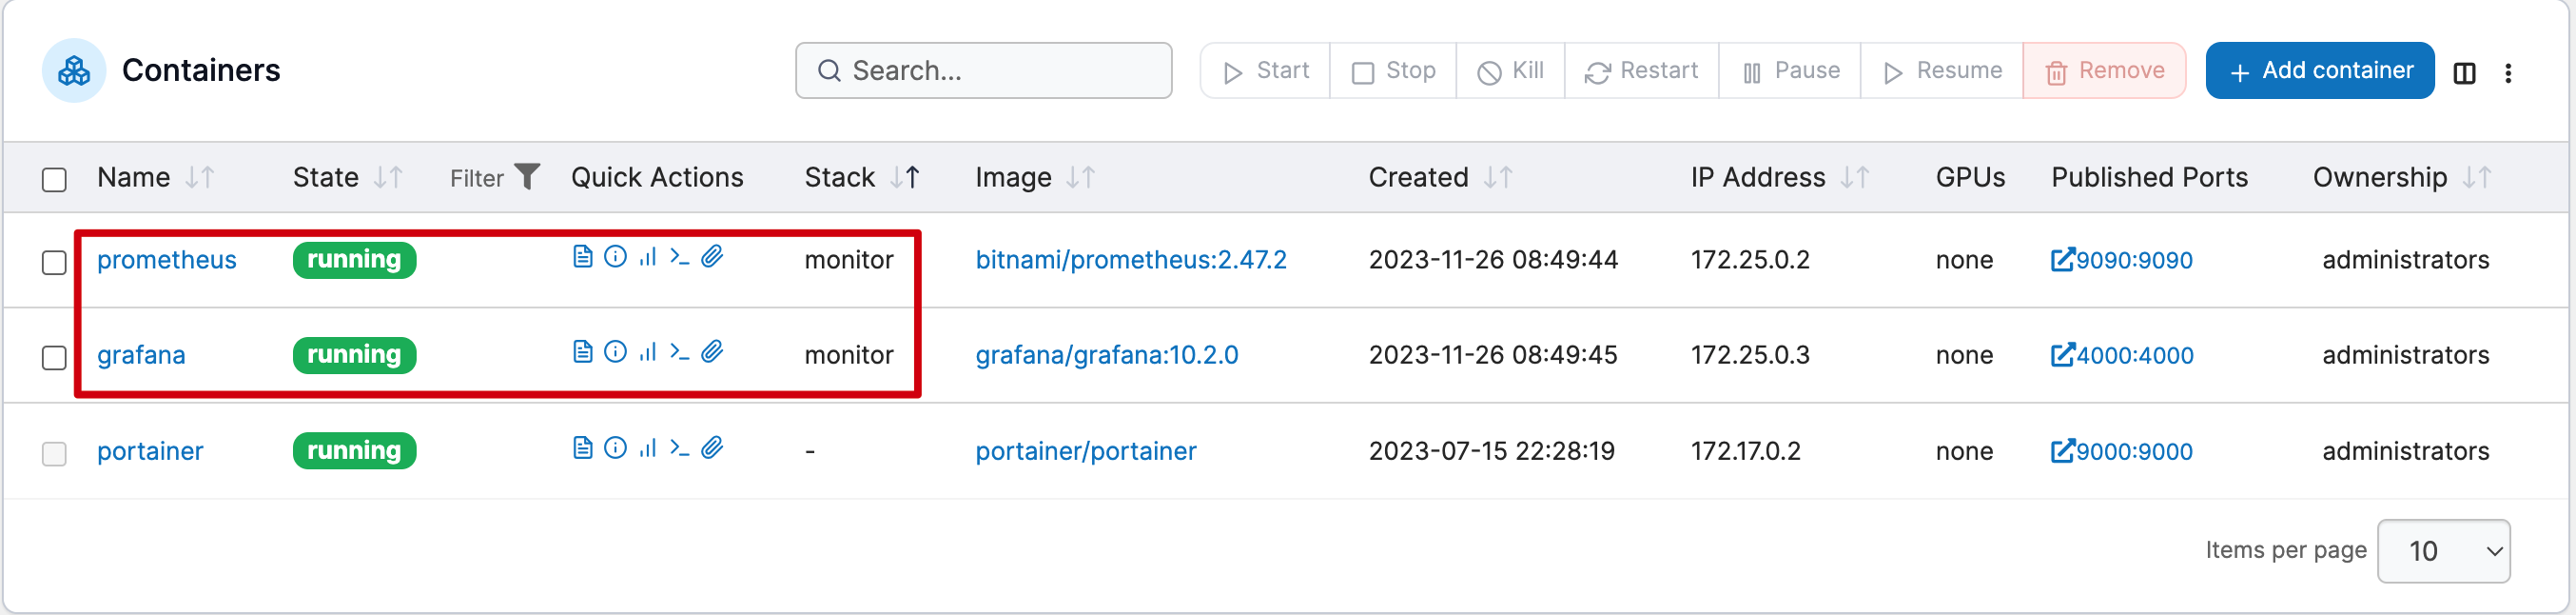 Containers Search... Start Stop Kill Restart Pause Resume Remove + Add container
Name State Filter Quick Actions Stack Image Created IP Address GPUs Published Ports Ownership
prometheus running monitor bitnami/prometheus:2.47.2 2023-11-26 08:49:44 172.25.0.2 none 9090:9090 administrators
grafana running monitor grafana/grafana:10.2.0 2023-11-26 08:49:45 172.25.0.3 none 4000:4000 administrators
portainer running - portainer/portainer 2023-07-15 22:28:19 172.17.0.2 none 9000:9000 administrators
Items per page 10